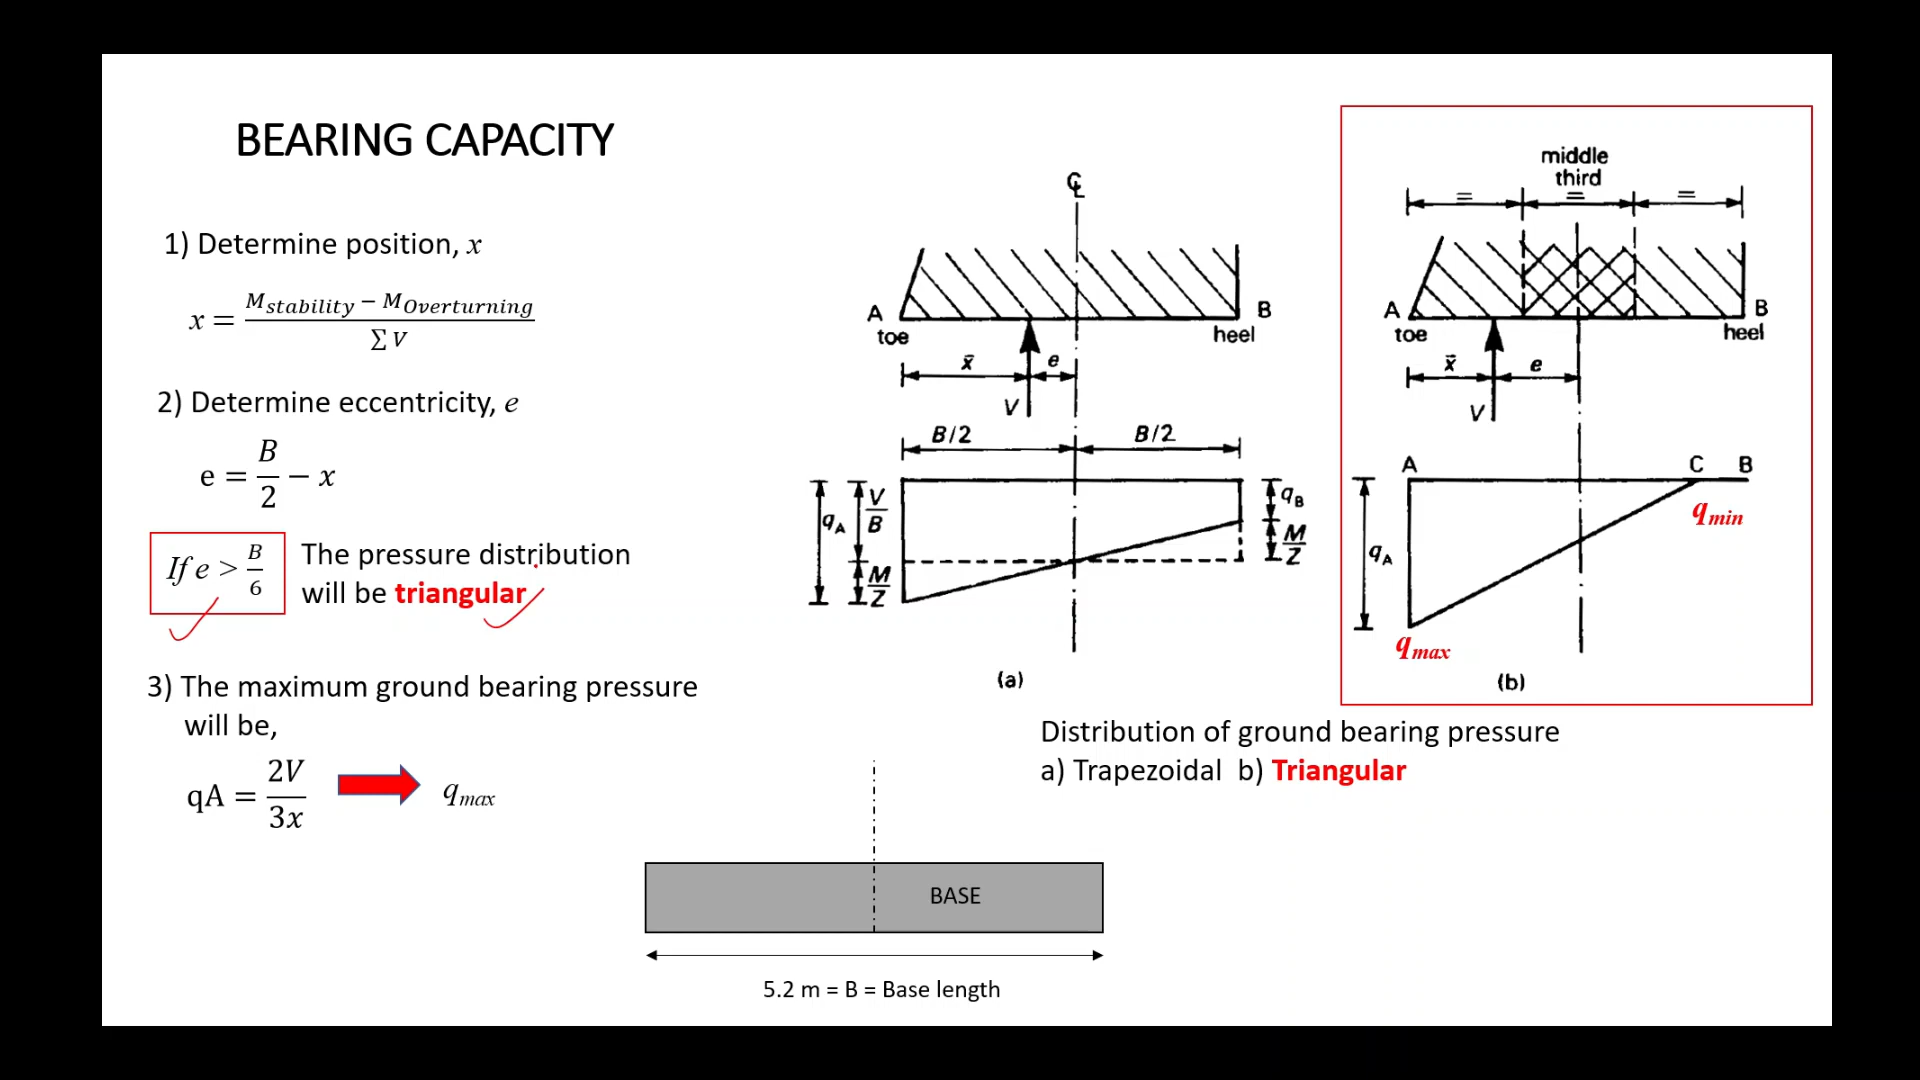 BEARING CAPACITY
1) Determine position, x
x = (M_stability − M_Overturning) / ∑ V
2) Determine eccentricity, e
e = B/2 − x
If e > B/6
The pressure distribution
will be triangular
3) The maximum ground bearing pressure
will be,
qA = 2V/3x
q_max
℄
A
toe
B
heel
x̄
e
V
B/2
B/2
q_A
V/B
M/Z
q_B
M/Z
(a)
middle
third
=
=
=
A
toe
B
heel
x̄
e
V
A
C
B
q_min
q_A
q_max
(b)
Distribution of ground bearing pressure
a) Trapezoidal b) Triangular
BASE
5.2 m = B = Base length